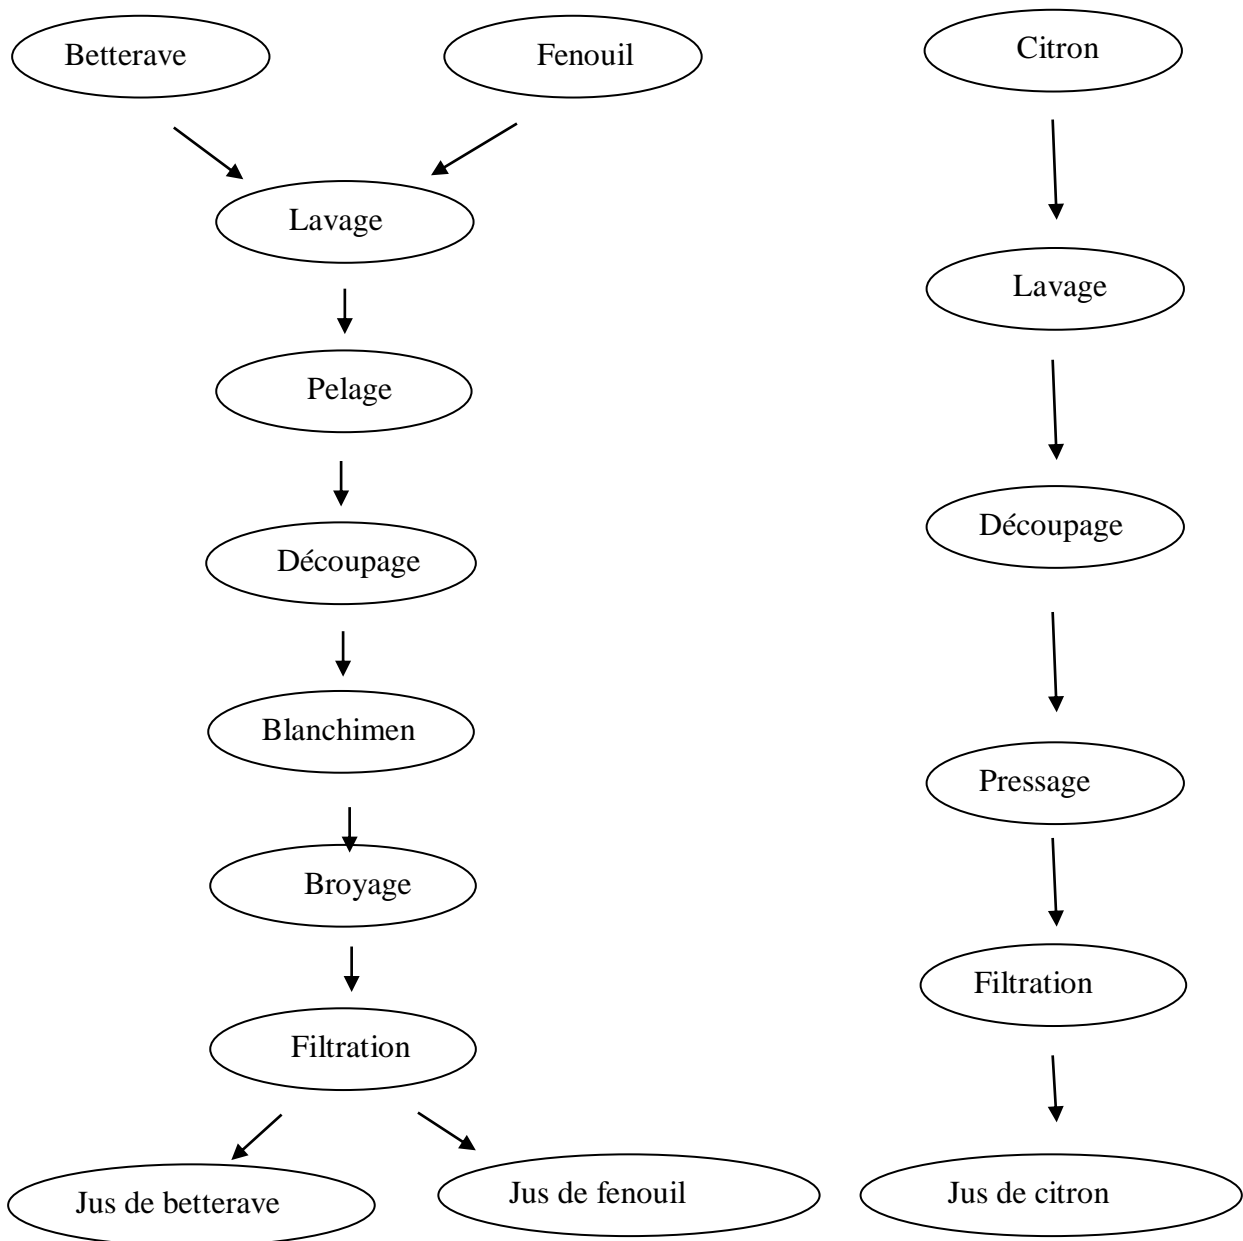 Betterave
Fenouil
Lavage
Pelage
Découpage
Blanchimen
Broyage
Filtration
Jus de betterave
Jus de fenouil
Citron
Lavage
Découpage
Pressage
Filtration
Jus de citron